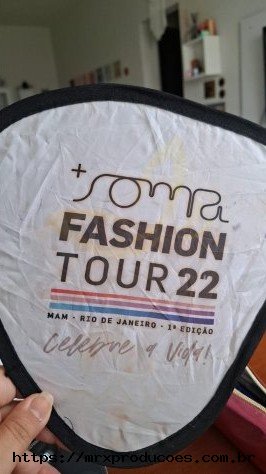 +soma
FASHION
TOUR 22
MAM - RIO DE JANEIRO - 1ª EDIÇÃO
Celebre a Vida!
https://mrxproducoes.com.br